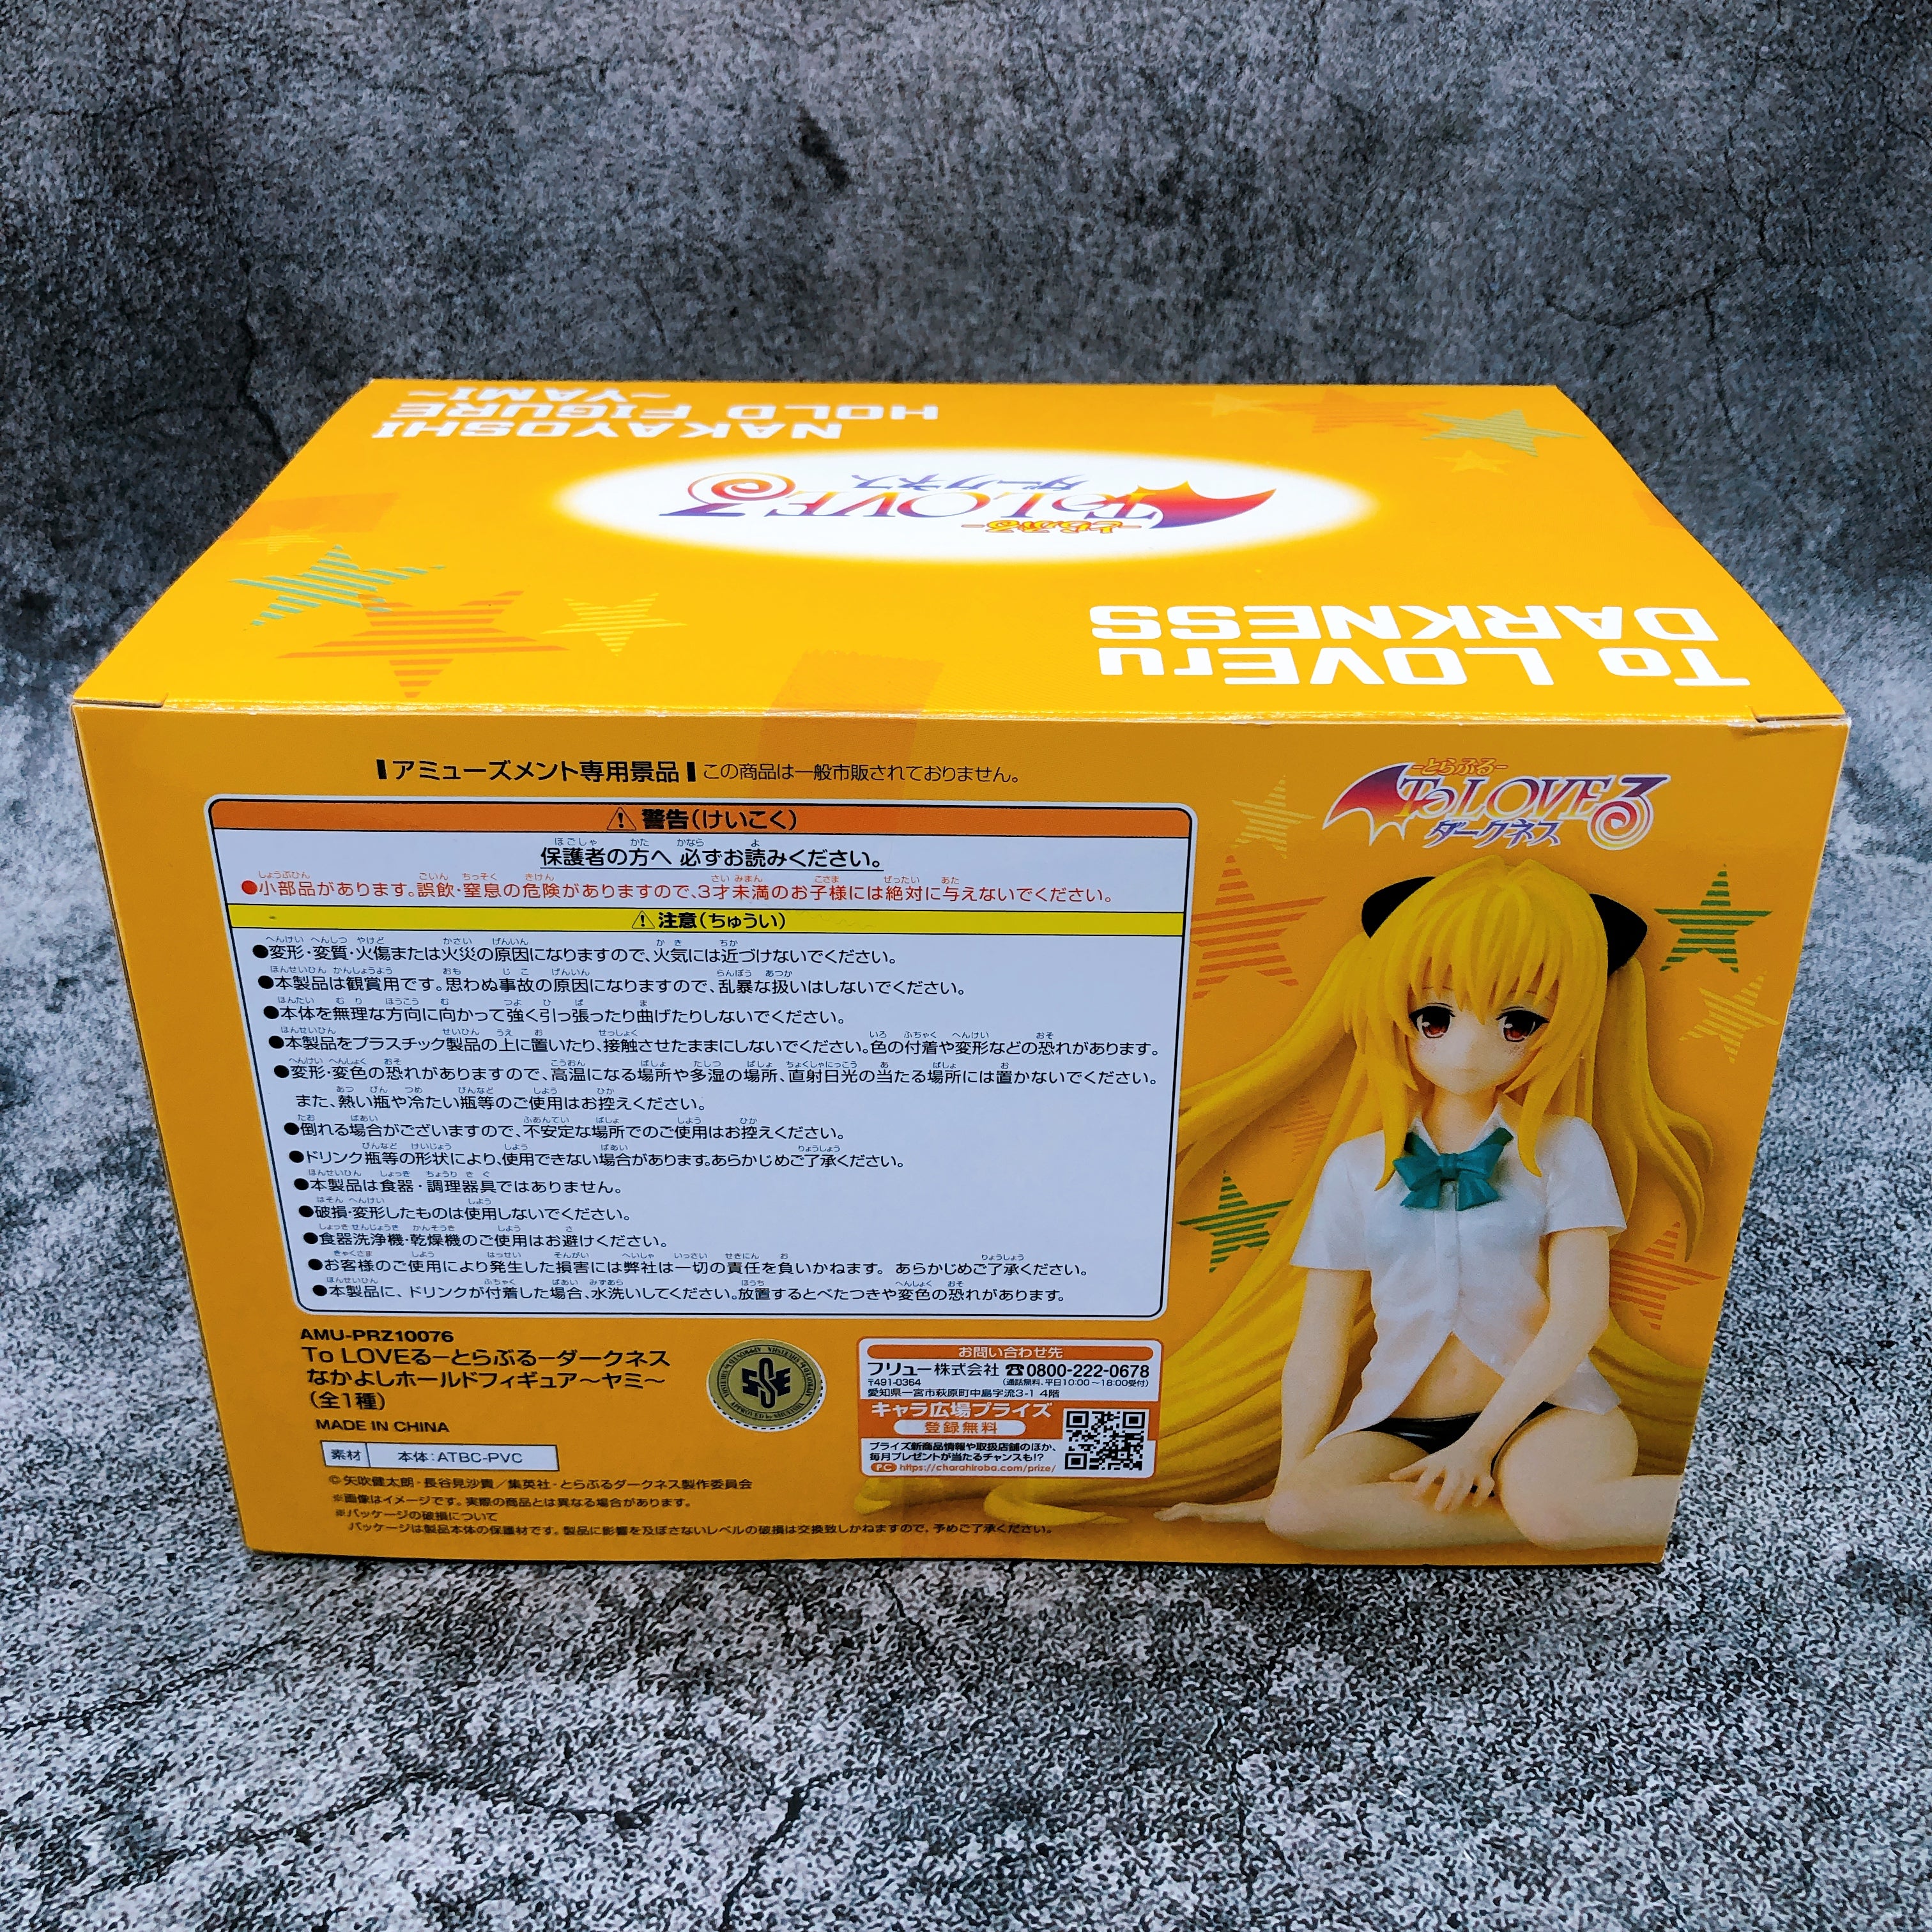 NAKAYOSHI
HOLD FIGURE
~YAMI~
-とらぶる-
To LOVEる
ダークネス
To LOVEru
DARKNESS
アミューズメント専用景品 この商品は一般市販されておりません。
-とらぶる-
To LOVEる
ダークネス
⚠ 警告(けいこく)
保護者の方へ 必ずお読みください。
●小部品があります。誤飲・窒息の危険がありますので、3才未満のお子様には絶対に与えないでください。
⚠ 注意(ちゅうい)
●変形・変質・火傷または火災の原因になりますので、火気には近づけないでください。
●本製品は観賞用です。思わぬ事故の原因になりますので、乱暴な扱いはしないでください。
●本体を無理な方向に向かって強く引っ張ったり曲げたりしないでください。
●本製品をプラスチック製品の上に置いたり、接触させたままにしないでください。色の付着や変形などの恐れがあります。
●変形・変色の恐れがありますので、高温になる場所や多湿の場所、直射日光の当たる場所には置かないでください。
また、熱い瓶や冷たい瓶等のご使用はお控えください。
●倒れる場合がございますので、不安定な場所でのご使用はお控えください。
●ドリンク瓶等の形状により、使用できない場合があります。あらかじめご了承ください。
●本製品は食器・調理器具ではありません。
●破損・変形したものは使用しないでください。
●食器洗浄機・乾燥機のご使用はお避けください。
●お客様のご使用により発生した損害には弊社は一切の責任を負いかねます。 あらかじめご了承ください。
●本製品に、ドリンクが付着した場合、水洗いしてください。放置するとべたつきや変色の恐れがあります。
AMU-PRZ10076
To LOVEる―とらぶる―ダークネス
なかよしホールドフィギュア～ヤミ～
(全1種)
MADE IN CHINA
素材 本体:ATBC-PVC
©矢吹健太朗・長谷見沙貴／集英社・とらぶるダークネス製作委員会
※画像はイメージです。実際の商品とは異なる場合があります。
※パッケージの破損について
パッケージは製品本体の保護材です。製品に影響を及ぼさないレベルの破損は交換致しかねますので、予めご了承ください。
お問い合わせ先
フリュー株式会社 ☎0800-222-0678
〒491-0364 (通話無料、平日10:00～18:00受付)
愛知県一宮市萩原町中島字流3-1 4階
キャラ広場プライズ
登録無料
プライズ新商品情報や取扱店舗のほか、
毎月プレゼントが当たるチャンスも!?
PC https://charahiroba.com/prize/